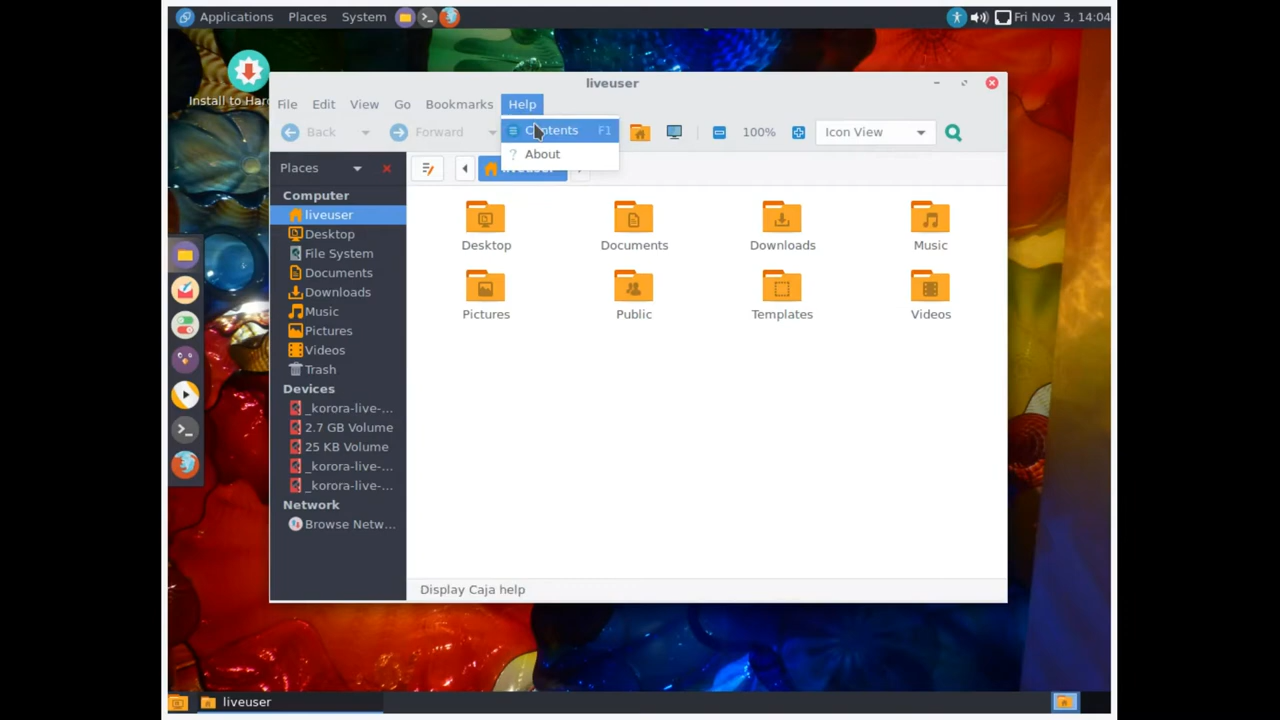 Applications Places System
Fri Nov 3, 14:04
Install to Har
liveuser
File Edit View Go Bookmarks Help
Back Forward 100% Icon View
Contents F1
About
Places
liveuser
Computer
liveuser
Desktop
File System
Documents
Downloads
Music
Pictures
Videos
Trash
Devices
_korora-live-...
2.7 GB Volume
25 KB Volume
_korora-live-...
_korora-live-...
Network
Browse Netw...
Desktop Documents Downloads Music
Pictures Public Templates Videos
Display Caja help
liveuser